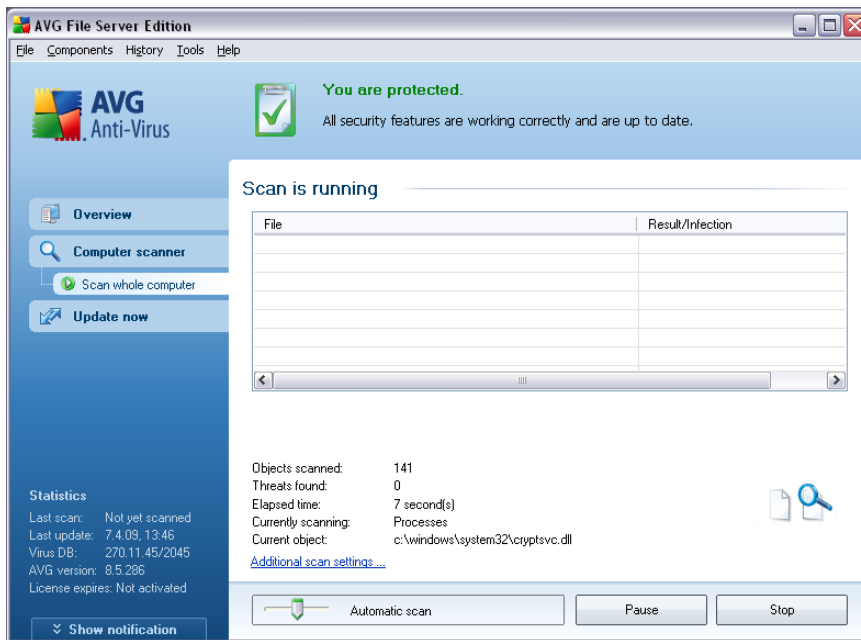 AVG File Server Edition
File Components History Tools Help
AVG
Anti-Virus
You are protected.
All security features are working correctly and are up to date.
Overview
Computer scanner
Scan whole computer
Update now
Scan is running
File Result/Infection
Objects scanned: 141
Threats found: 0
Elapsed time: 7 second(s)
Currently scanning: Processes
Current object: c:\windows\system32\cryptsvc.dll
Additional scan settings ...
Statistics
Last scan: Not yet scanned
Last update: 7.4.09, 13:46
Virus DB: 270.11.45/2045
AVG version: 8.5.286
License expires: Not activated
Show notification
Automatic scan
Pause
Stop